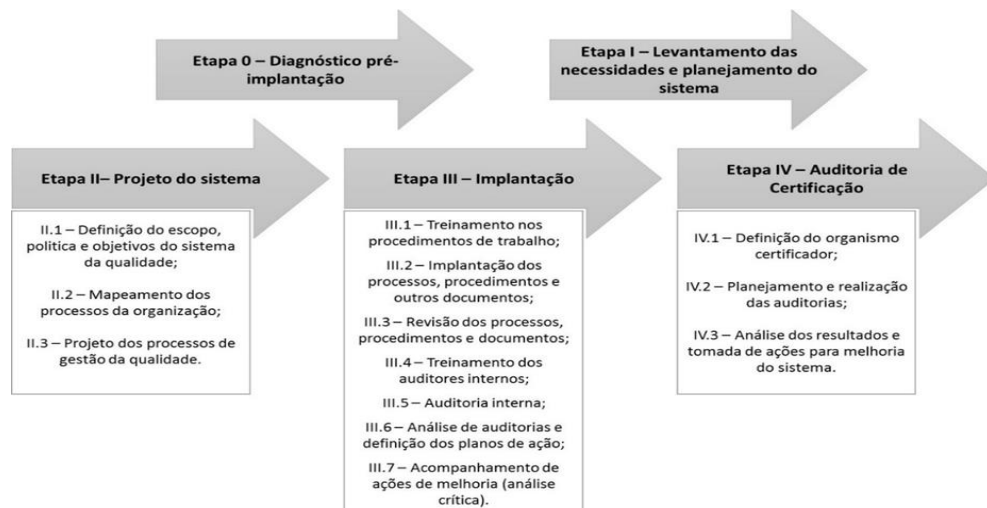 Etapa 0 – Diagnóstico pré-
implantação
Etapa I – Levantamento das
necessidades e planejamento do
sistema
Etapa II– Projeto do sistema
II.1 – Definição do escopo,
politica e objetivos do sistema
da qualidade;
II.2 – Mapeamento dos
processos da organização;
II.3 – Projeto dos processos de
gestão da qualidade.
Etapa III – Implantação
III.1 – Treinamento nos
procedimentos de trabalho;
III.2 – Implantação dos
processos, procedimentos e
outros documentos;
III.3 – Revisão dos processos,
procedimentos e documentos;
III.4 – Treinamento dos
auditores internos;
III.5 – Auditoria interna;
III.6 – Análise de auditorias e
definição dos planos de ação;
III.7 – Acompanhamento de
ações de melhoria (análise
crítica).
Etapa IV – Auditoria de
Certificação
IV.1 – Definição do organismo
certificador;
IV.2 – Planejamento e realização
das auditorias;
IV.3 – Análise dos resultados e
tomada de ações para melhoria
do sistema.